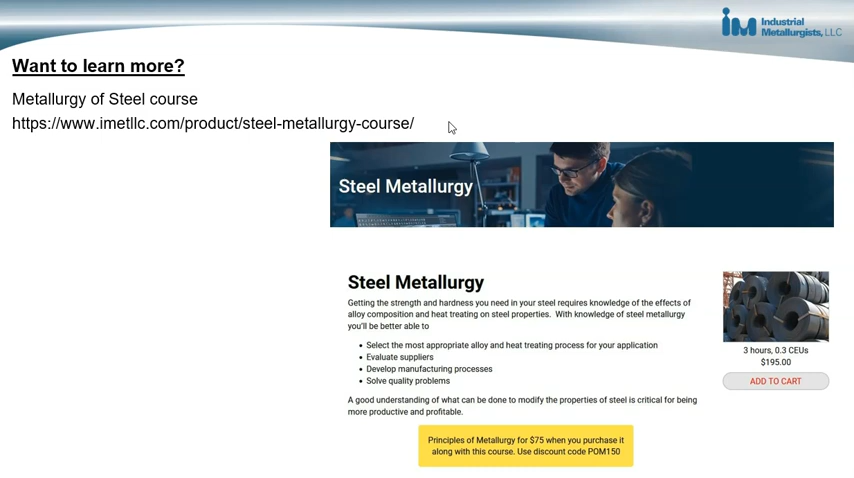 Industrial
Metallurgists, LLC
Want to learn more?
Metallurgy of Steel course
https://www.imetllc.com/product/steel-metallurgy-course/
Steel Metallurgy
Steel Metallurgy
Getting the strength and hardness you need in your steel requires knowledge of the effects of
alloy composition and heat treating on steel properties. With knowledge of steel metallurgy
you'll be better able to
• Select the most appropriate alloy and heat treating process for your application
• Evaluate suppliers
• Develop manufacturing processes
• Solve quality problems
A good understanding of what can be done to modify the properties of steel is critical for being
more productive and profitable.
3 hours, 0.3 CEUs
$195.00
ADD TO CART
Principles of Metallurgy for $75 when you purchase it
along with this course. Use discount code POM150